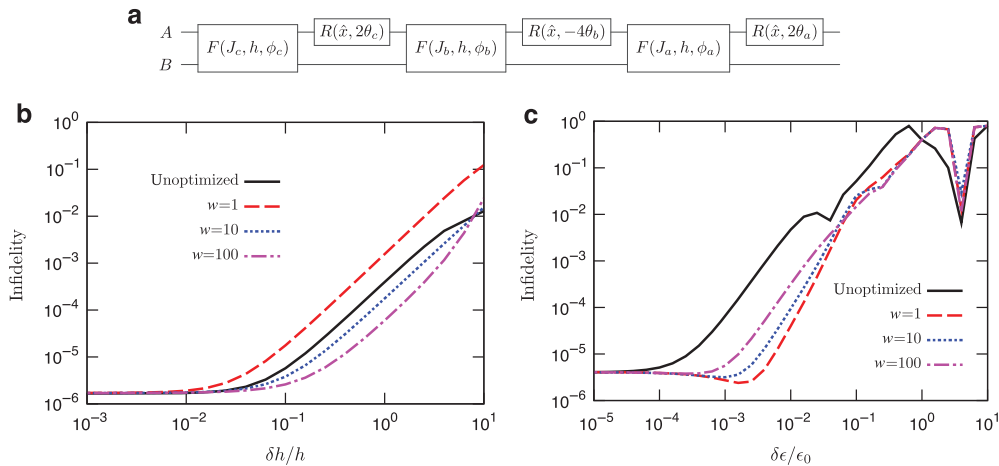 a
A
B
F(J_c, h, ϕ_c)
R(x̂, 2θ_c)
F(J_b, h, ϕ_b)
R(x̂, −4θ_b)
F(J_a, h, ϕ_a)
R(x̂, 2θ_a)
b
Infidelity
10^0
10^−1
10^−2
10^−3
10^−4
10^−5
10^−6
Unoptimized
w=1
w=10
w=100
10^−3
10^−2
10^−1
10^0
10^1
δh/h
c
Infidelity
10^0
10^−1
10^−2
10^−3
10^−4
10^−5
10^−6
Unoptimized
w=1
w=10
w=100
10^−5
10^−4
10^−3
10^−2
10^−1
10^0
10^1
δϵ/ϵ_0